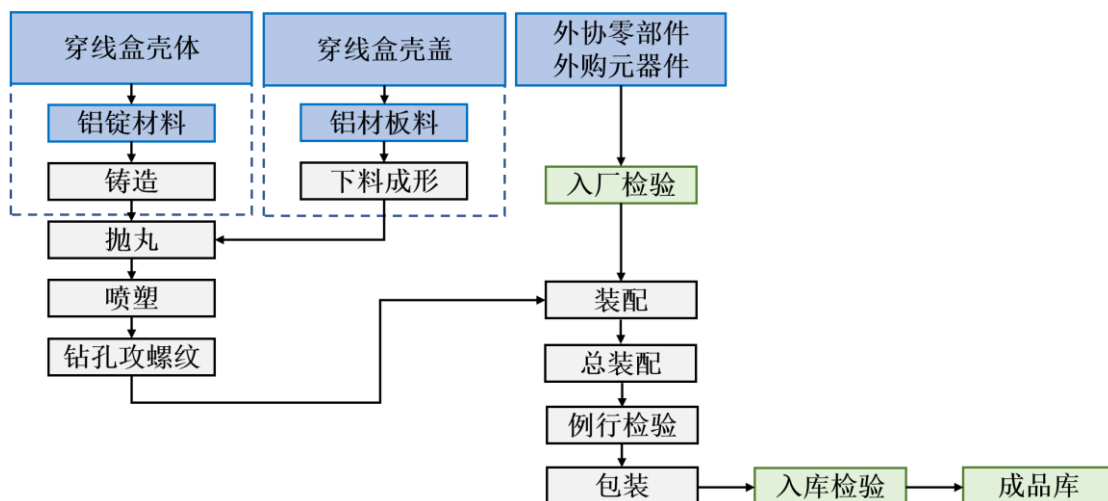 穿线盒壳体
穿线盒壳盖
外协零部件
外购元器件
铝锭材料
铝材板料
铸造
下料成形
入厂检验
抛丸
喷塑
装配
钻孔攻螺纹
总装配
例行检验
包装
入库检验
成品库